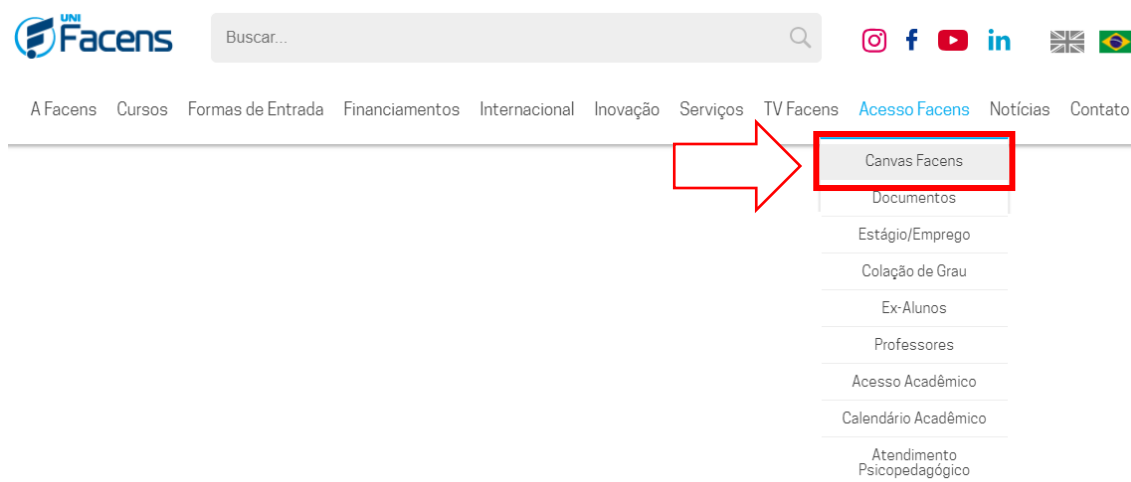 UNI
Facens
Buscar...
A Facens Cursos Formas de Entrada Financiamentos Internacional Inovação Serviços TV Facens Acesso Facens Notícias Contato
Canvas Facens
Documentos
Estágio/Emprego
Colação de Grau
Ex-Alunos
Professores
Acesso Acadêmico
Calendário Acadêmico
Atendimento
Psicopedagógico